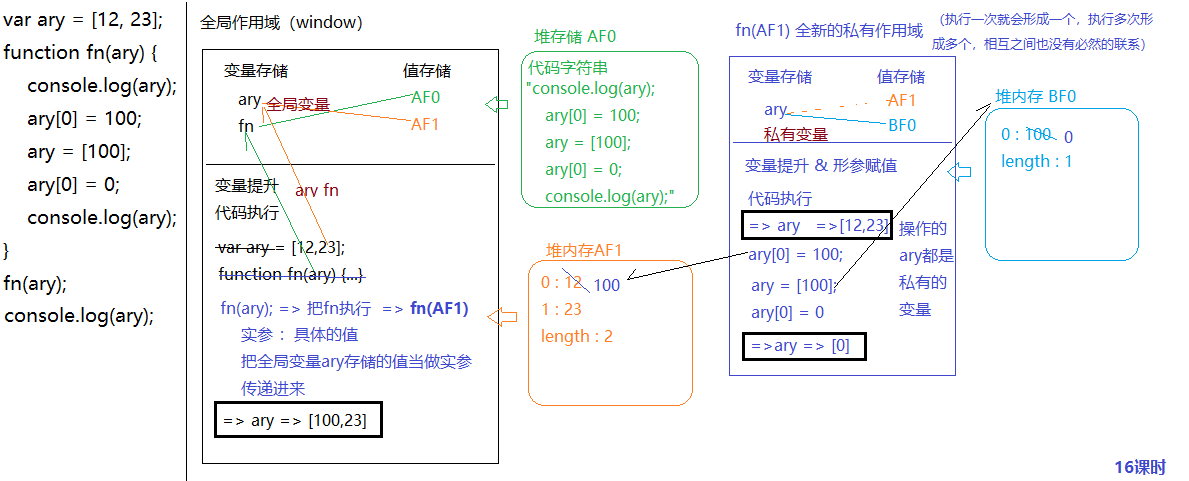 var ary = [12, 23];
function fn(ary) {
console.log(ary);
ary[0] = 100;
ary = [100];
ary[0] = 0;
console.log(ary);
}
fn(ary);
console.log(ary);
全局作用域（window）
变量存储 值存储
ary 全局变量 AF0
fn AF1
变量提升 ary fn
代码执行
var ary = [12,23];
function fn(ary) {...}
fn(ary); => 把fn执行 => fn(AF1)
实参 ： 具体的值
把全局变量ary存储的值当做实参
传递进来
=> ary => [100,23]
堆存储 AF0
代码字符串
"console.log(ary);
ary[0] = 100;
ary = [100];
ary[0] = 0;
console.log(ary);"
堆内存AF1
0 : 12 100
1 : 23
length : 2
fn(AF1) 全新的私有作用域
（执行一次就会形成一个，执行多次形
成多个，相互之间也没有必然的联系）
变量存储 值存储
ary AF1
BF0
私有变量
变量提升 & 形参赋值
代码执行
=> ary =>[12,23]
ary[0] = 100;
ary = [100];
ary[0] = 0
=>ary => [0]
操作的
ary都是
私有的
变量
堆内存 BF0
0 : 100 0
length : 1
16课时